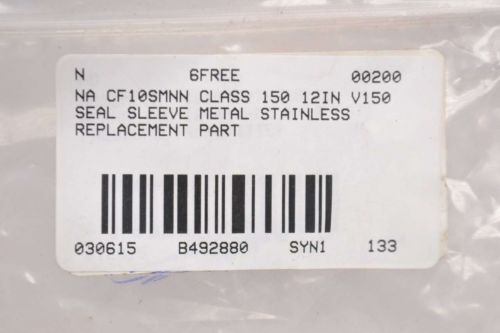 N 6FREE 00200
NA CF10SMNN CLASS 150 12IN V150
SEAL SLEEVE METAL STAINLESS
REPLACEMENT PART
030615 B492880 SYN1 133